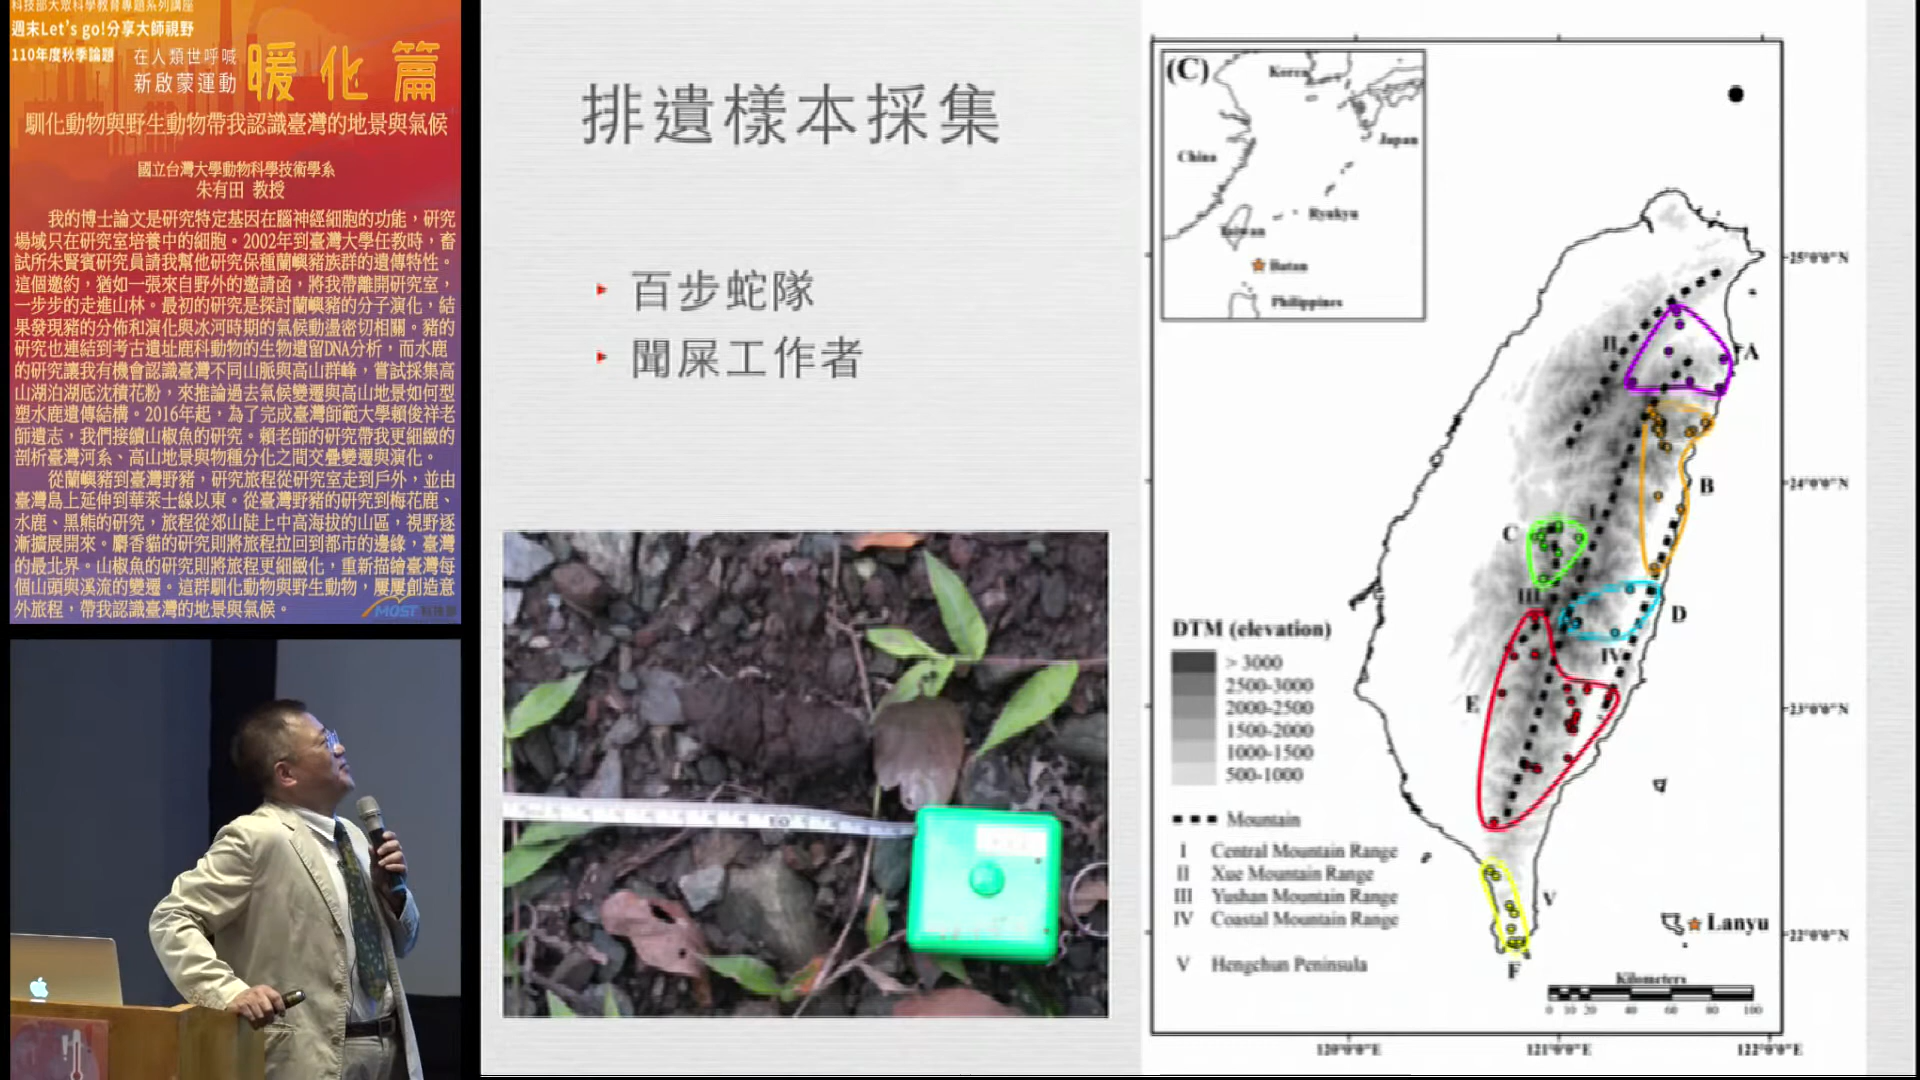 科技部大眾科學教育專題系列講座
週末Let's go!分享大師視野
110年度秋季論題
在人類世呼喊
新啟蒙運動
暖化篇
馴化動物與野生動物帶我認識臺灣的地景與氣候
國立台灣大學動物科學技術學系
朱有田 教授
我的博士論文是研究特定基因在腦神經細胞的功能，研究
場域只在研究室培養中的細胞。2002年到臺灣大學任教時，畜
試所朱賢賓研究員請我幫他研究保種蘭嶼豬族群的遺傳特性。
這個邀約，猶如一張來自野外的邀請函，將我帶離開研究室，
一步步的走進山林。最初的研究是探討蘭嶼豬的分子演化，結
果發現豬的分佈和演化與冰河時期的氣候動盪密切相關。豬的
研究也連結到考古遺址鹿科動物的生物遺留DNA分析，而水鹿
的研究讓我有機會認識臺灣不同山脈與高山群峰，嘗試採集高
山湖泊湖底沈積花粉，來推論過去氣候變遷與高山地景如何型
塑水鹿遺傳結構。2016年起，為了完成臺灣師範大學賴俊祥老
師遺志，我們接續山椒魚的研究。賴老師的研究帶我更細緻的
剖析臺灣河系、高山地景與物種分化之間交疊變遷與演化。
從蘭嶼豬到臺灣野豬，研究旅程從研究室走到戶外，並由
臺灣島上延伸到華萊士線以東。從臺灣野豬的研究到梅花鹿、
水鹿、黑熊的研究，旅程從郊山陡上中高海拔的山區，視野逐
漸擴展開來。麝香貓的研究則將旅程拉回到都市的邊緣，臺灣
的最北界。山椒魚的研究則將旅程更細緻化，重新描繪臺灣每
個山頭與溪流的變遷。這群馴化動物與野生動物，屢屢創造意
外旅程，帶我認識臺灣的地景與氣候。
MOST 科技部
排遺樣本採集
百步蛇隊
聞屎工作者
10
(C)
Korea
Japan
China
Ryukyu
Taiwan
Batan
Philippines
25°0'0"N
II
A
B
24°0'0"N
I
C
III
D
IV
E
23°0'0"N
DTM (elevation)
> 3000
2500-3000
2000-2500
1500-2000
1000-1500
500-1000
Mountain
I Central Mountain Range
II Xue Mountain Range
III Yushan Mountain Range
IV Coastal Mountain Range
V Hengchun Peninsula
V
Lanyu
22°0'0"N
F
Kilometers
0 10 20 40 60 80 100
120°0'0"E
121°0'0"E
122°0'0"E